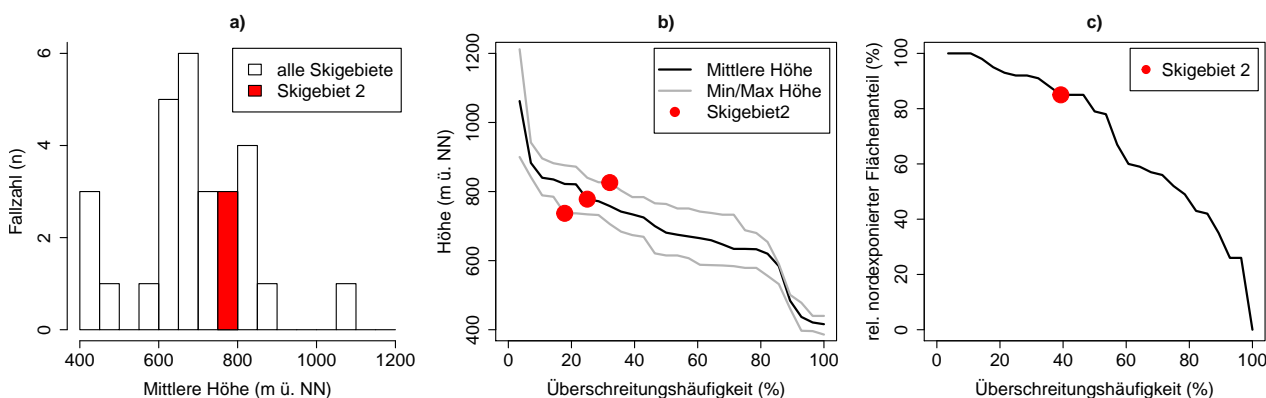 a)
Fallzahl (n)
6
4
2
0
alle Skigebiete
Skigebiet 2
400
600
800
1000
1200
Mittlere Höhe (m ü. NN)
b)
Höhe (m ü. NN)
1200
1000
800
600
400
Mittlere Höhe
Min/Max Höhe
Skigebiet2
0
20
40
60
80
100
Überschreitungshäufigkeit (%)
c)
rel. nordexponierter Flächenanteil (%)
100
80
60
40
20
0
Skigebiet 2
0
20
40
60
80
100
Überschreitungshäufigkeit (%)